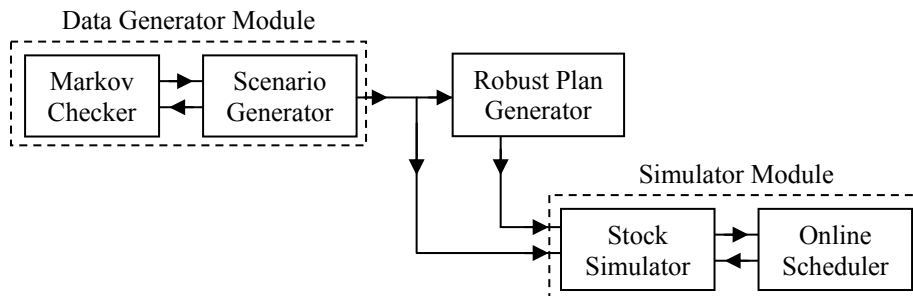 Data Generator Module
Markov
Checker
Scenario
Generator
Robust Plan
Generator
Simulator Module
Stock
Simulator
Online
Scheduler